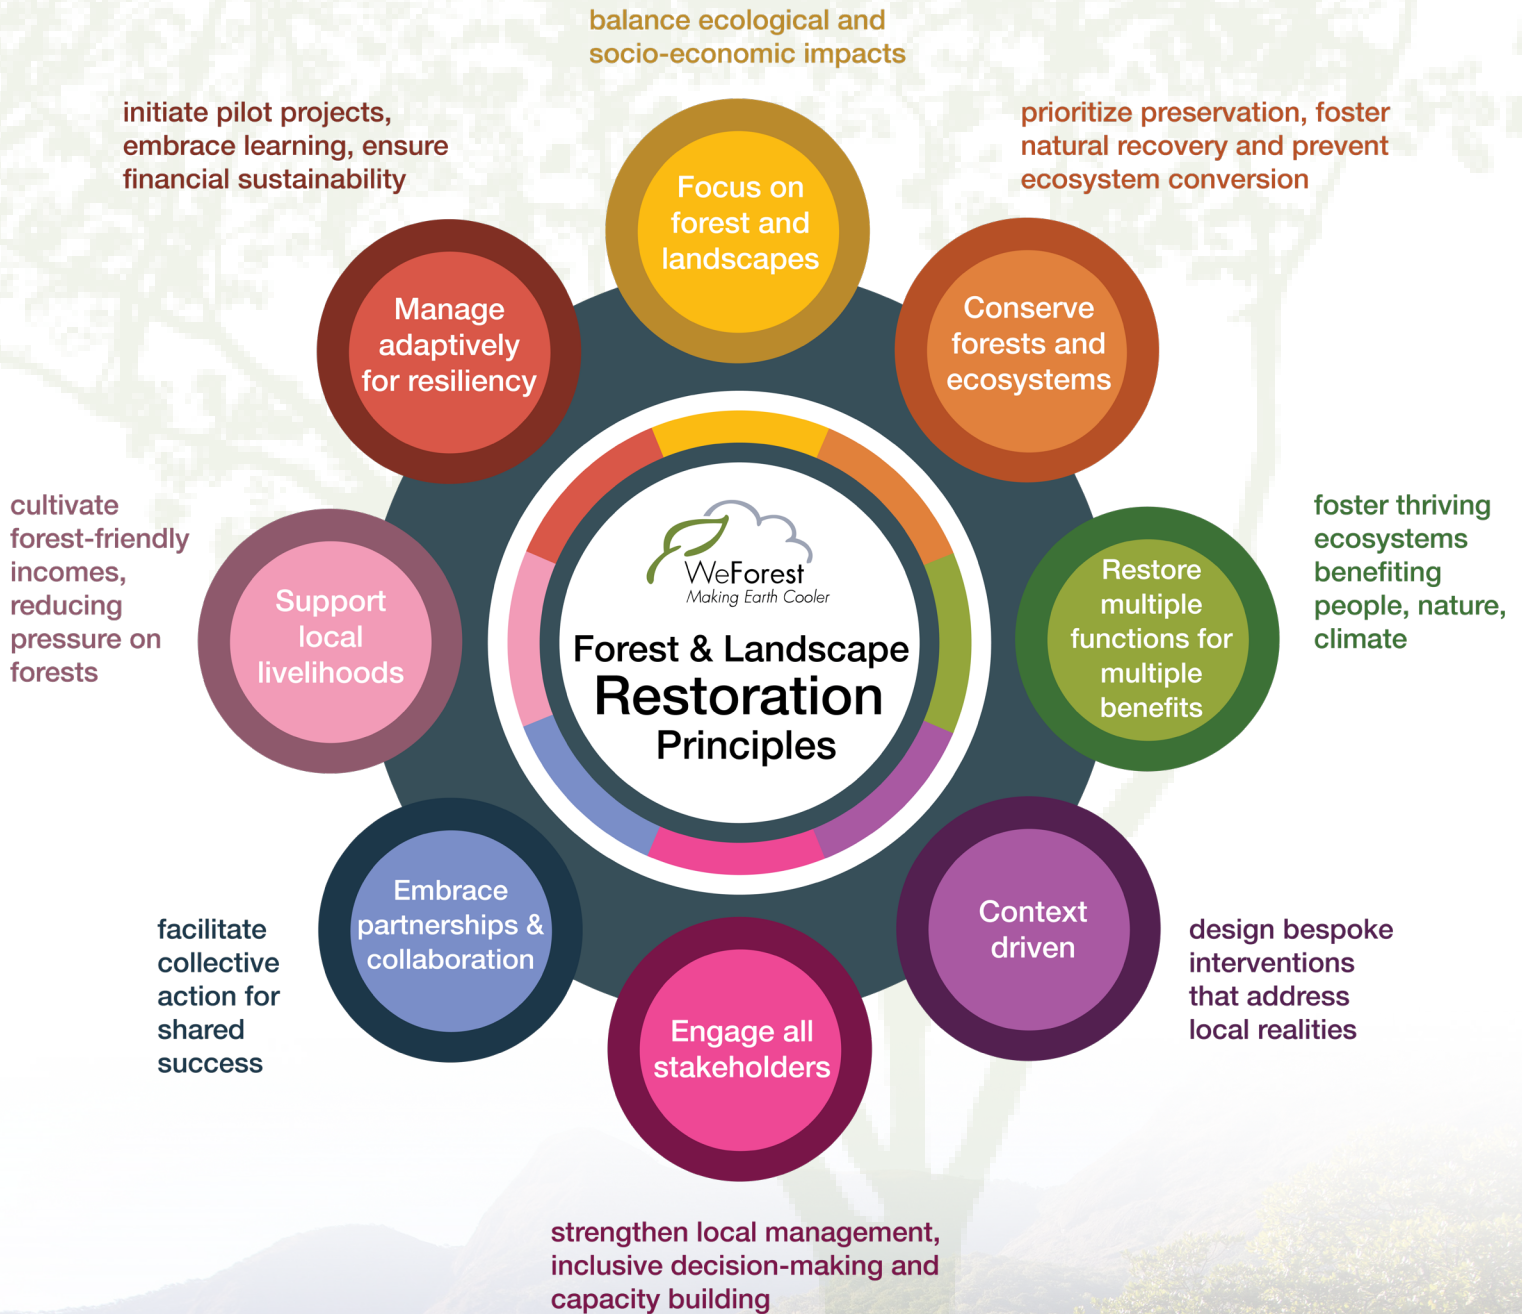 balance ecological and
socio-economic impacts
Focus on
forest and
landscapes
prioritize preservation, foster
natural recovery and prevent
ecosystem conversion
Conserve
forests and
ecosystems
foster thriving
ecosystems
benefiting
people, nature,
climate
Restore
multiple
functions for
multiple
benefits
design bespoke
interventions
that address
local realities
Context
driven
Engage all
stakeholders
strengthen local management,
inclusive decision-making and
capacity building
Embrace
partnerships &
collaboration
facilitate
collective
action for
shared
success
Support
local
livelihoods
cultivate
forest-friendly
incomes,
reducing
pressure on
forests
initiate pilot projects,
embrace learning, ensure
financial sustainability
Manage
adaptively
for resiliency
WeForest
Making Earth Cooler
Forest & Landscape
Restoration
Principles